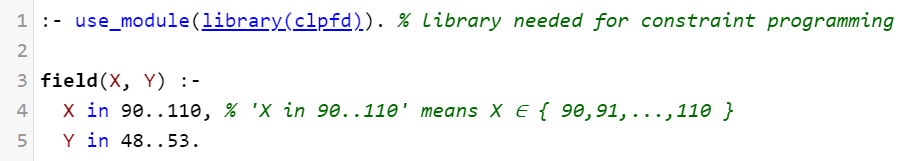 1 :- use_module(library(clpfd)). % library needed for constraint programming
2
3 field(X, Y) :-
4   X in 90..110, % 'X in 90..110' means X ∈ { 90,91,...,110 }
5   Y in 48..53.